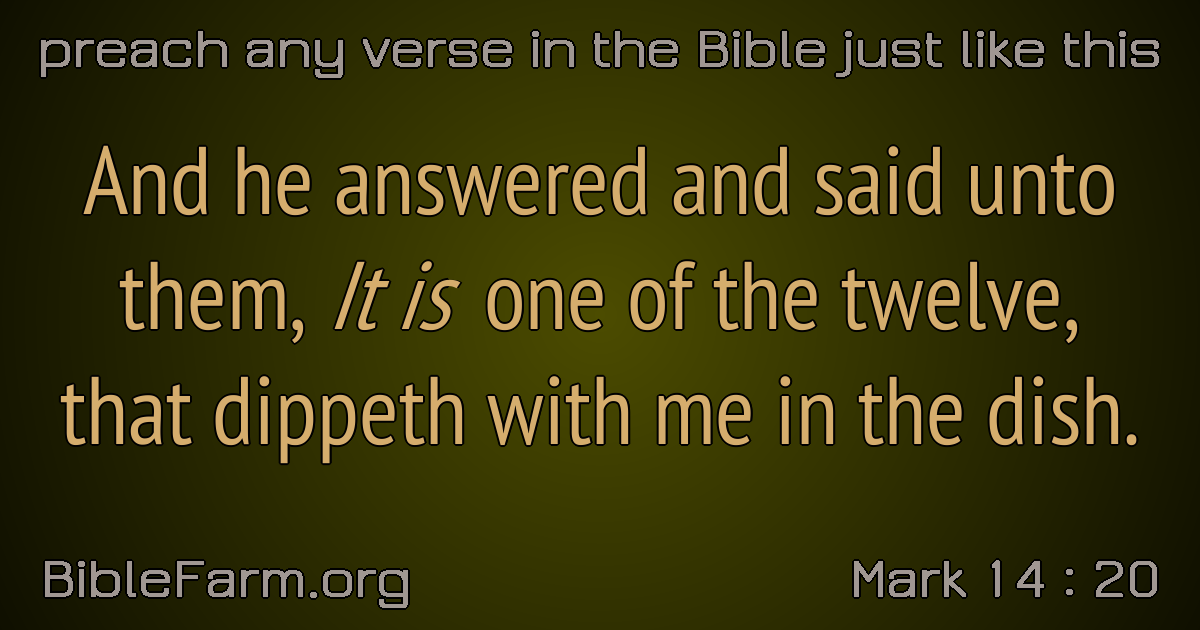 preach any verse in the Bible just like this
And he answered and said unto
them, It is one of the twelve,
that dippeth with me in the dish.
BibleFarm.org
Mark 14 : 20